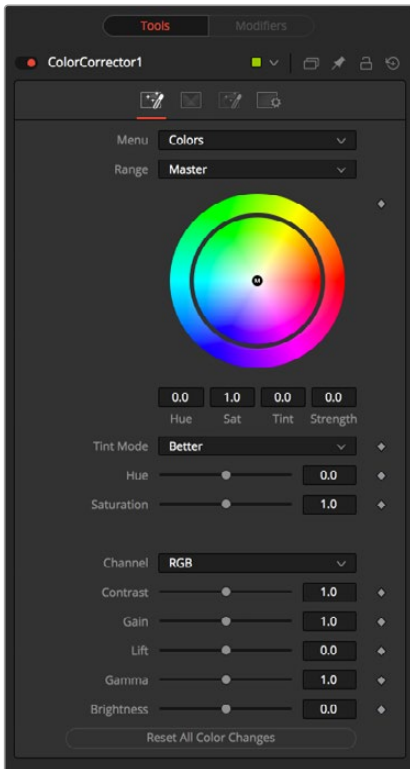 Tools Modifiers
ColorCorrector1
Menu Colors
Range Master
M
0.0 1.0 0.0 0.0
Hue Sat Tint Strength
Tint Mode Better
Hue 0.0
Saturation 1.0
Channel RGB
Contrast 1.0
Gain 1.0
Lift 0.0
Gamma 1.0
Brightness 0.0
Reset All Color Changes